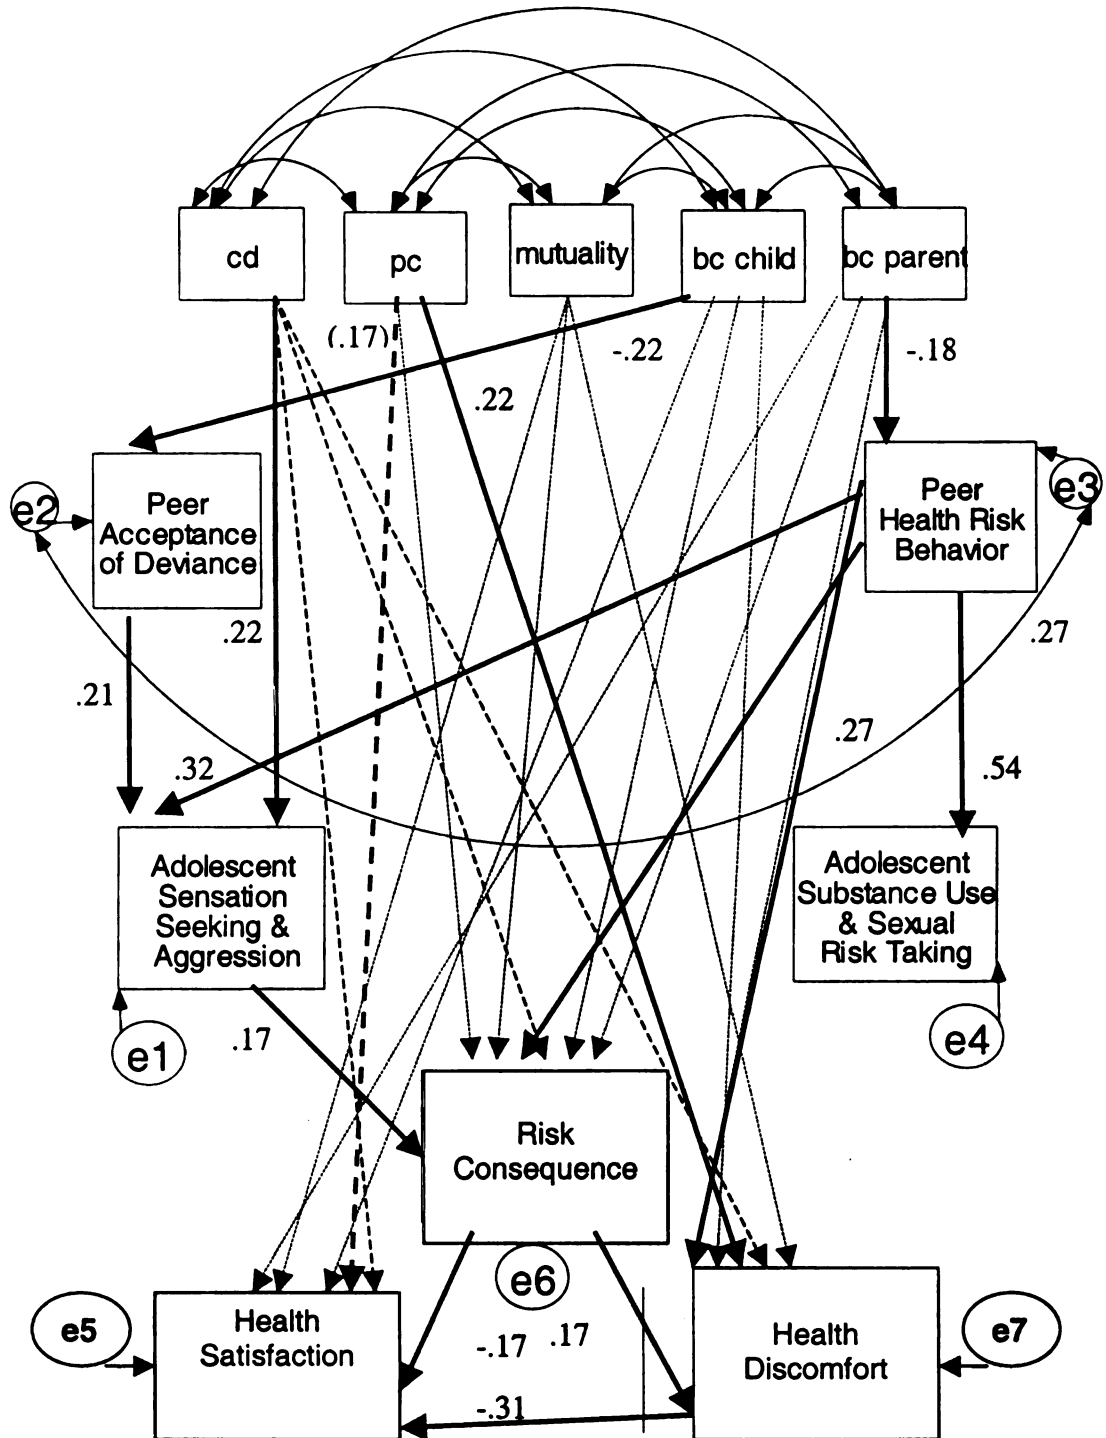 cd
pc
mutuality
bc child
bc parent
(.17)
-.22
-.18
.22
e2
Peer
Acceptance
of Deviance
Peer
Health Risk
Behavior
e3
.22
.27
.21
.27
.32
.54
Adolescent
Sensation
Seeking &
Aggression
Adolescent
Substance Use
& Sexual
Risk Taking
e1
.17
e4
Risk
Consequence
e6
e5
Health
Satisfaction
-.17
.17
Health
Discomfort
e7
-.31